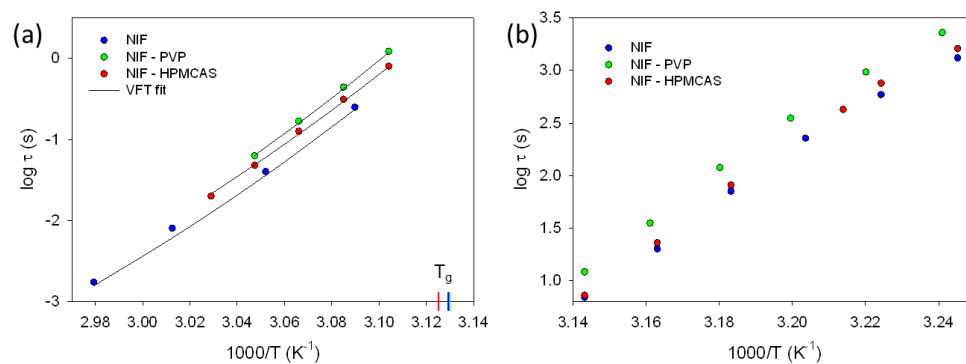 (a)
NIF
NIF - PVP
NIF - HPMCAS
VFT fit
log τ (s)
0
-1
-2
-3
Tg
2.98 3.00 3.02 3.04 3.06 3.08 3.10 3.12 3.14
1000/T (K⁻¹)
(b)
NIF
NIF - PVP
NIF - HPMCAS
log τ (s)
3.5
3.0
2.5
2.0
1.5
1.0
3.14 3.16 3.18 3.20 3.22 3.24
1000/T (K⁻¹)